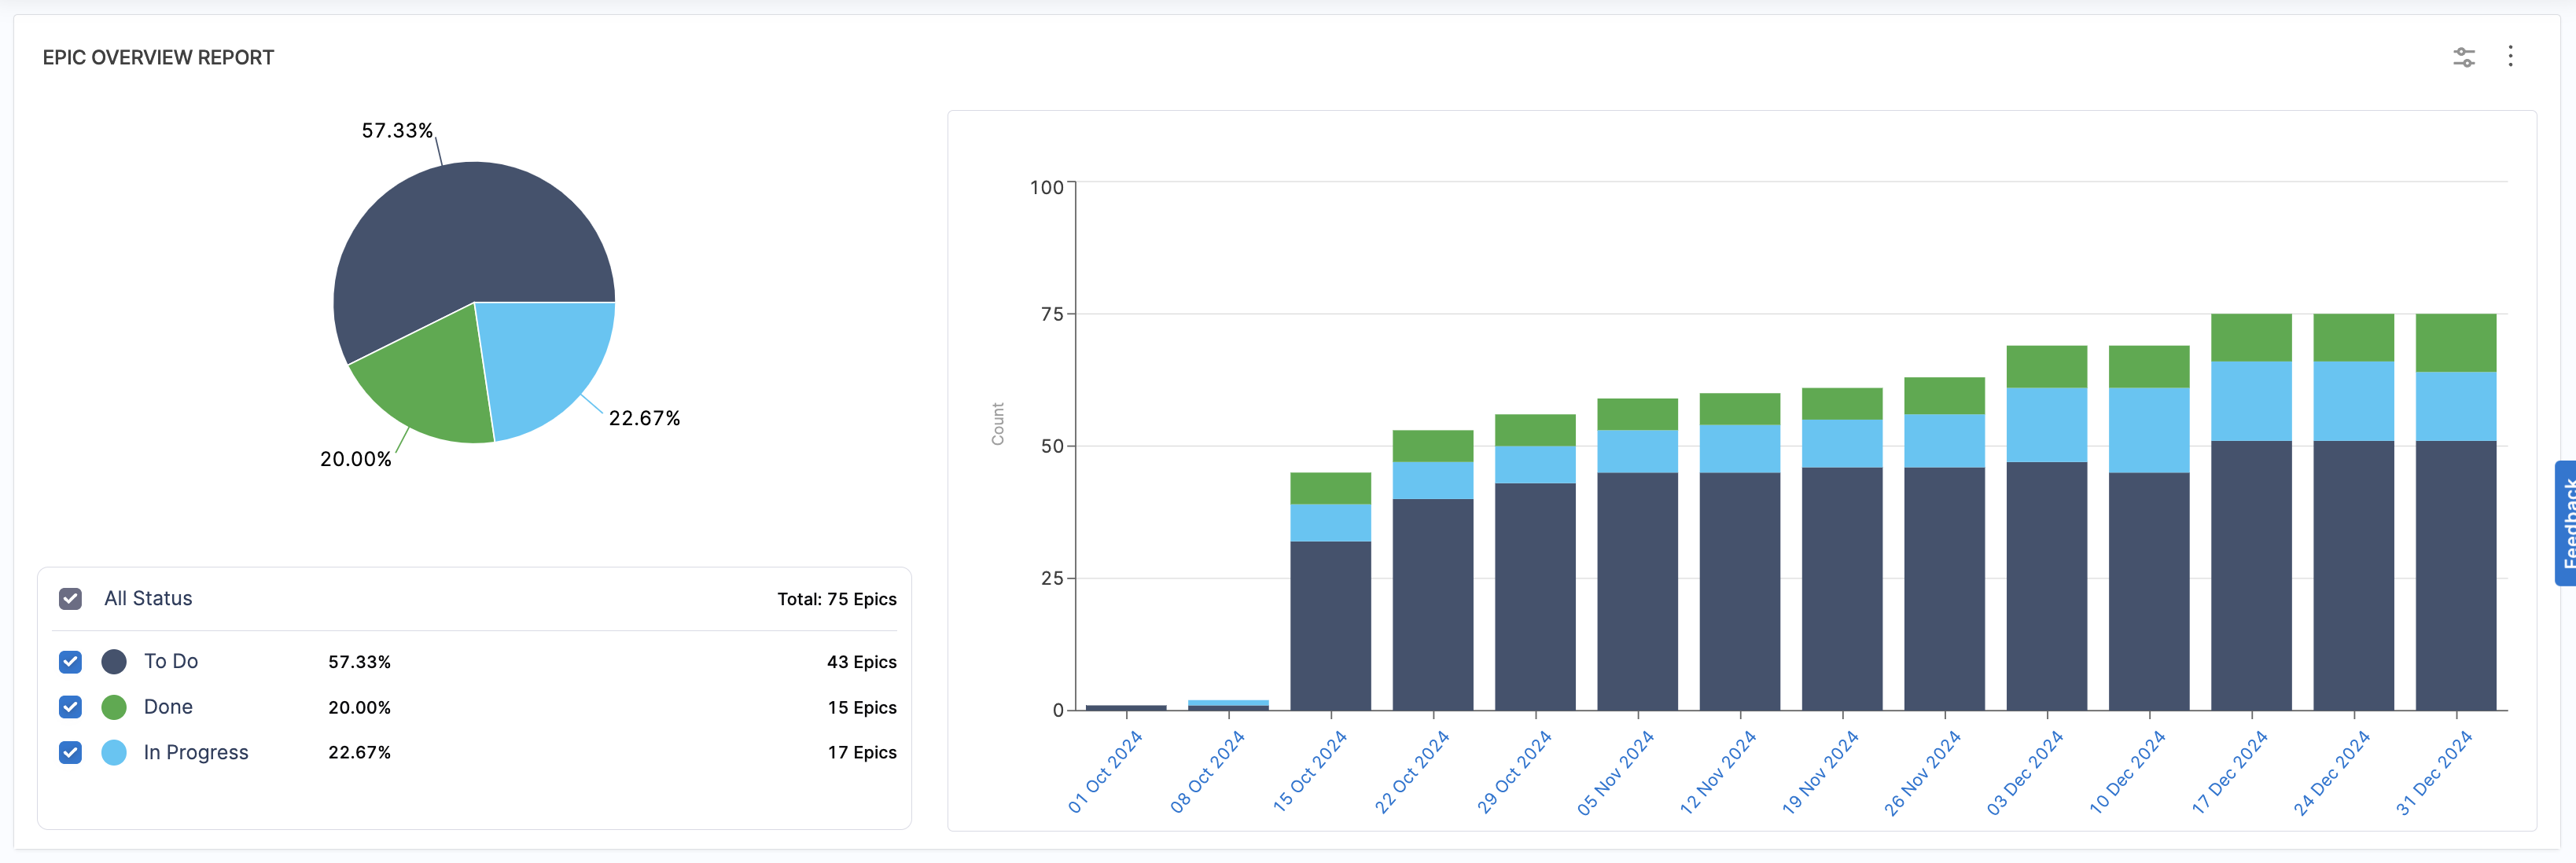 EPIC OVERVIEW REPORT
57.33%
22.67%
20.00%
All Status Total: 75 Epics
To Do 57.33% 43 Epics
Done 20.00% 15 Epics
In Progress 22.67% 17 Epics
100
75
50
25
0
Count
01 Oct 2024
08 Oct 2024
15 Oct 2024
22 Oct 2024
29 Oct 2024
05 Nov 2024
12 Nov 2024
19 Nov 2024
26 Nov 2024
03 Dec 2024
10 Dec 2024
17 Dec 2024
24 Dec 2024
31 Dec 2024
Feedback